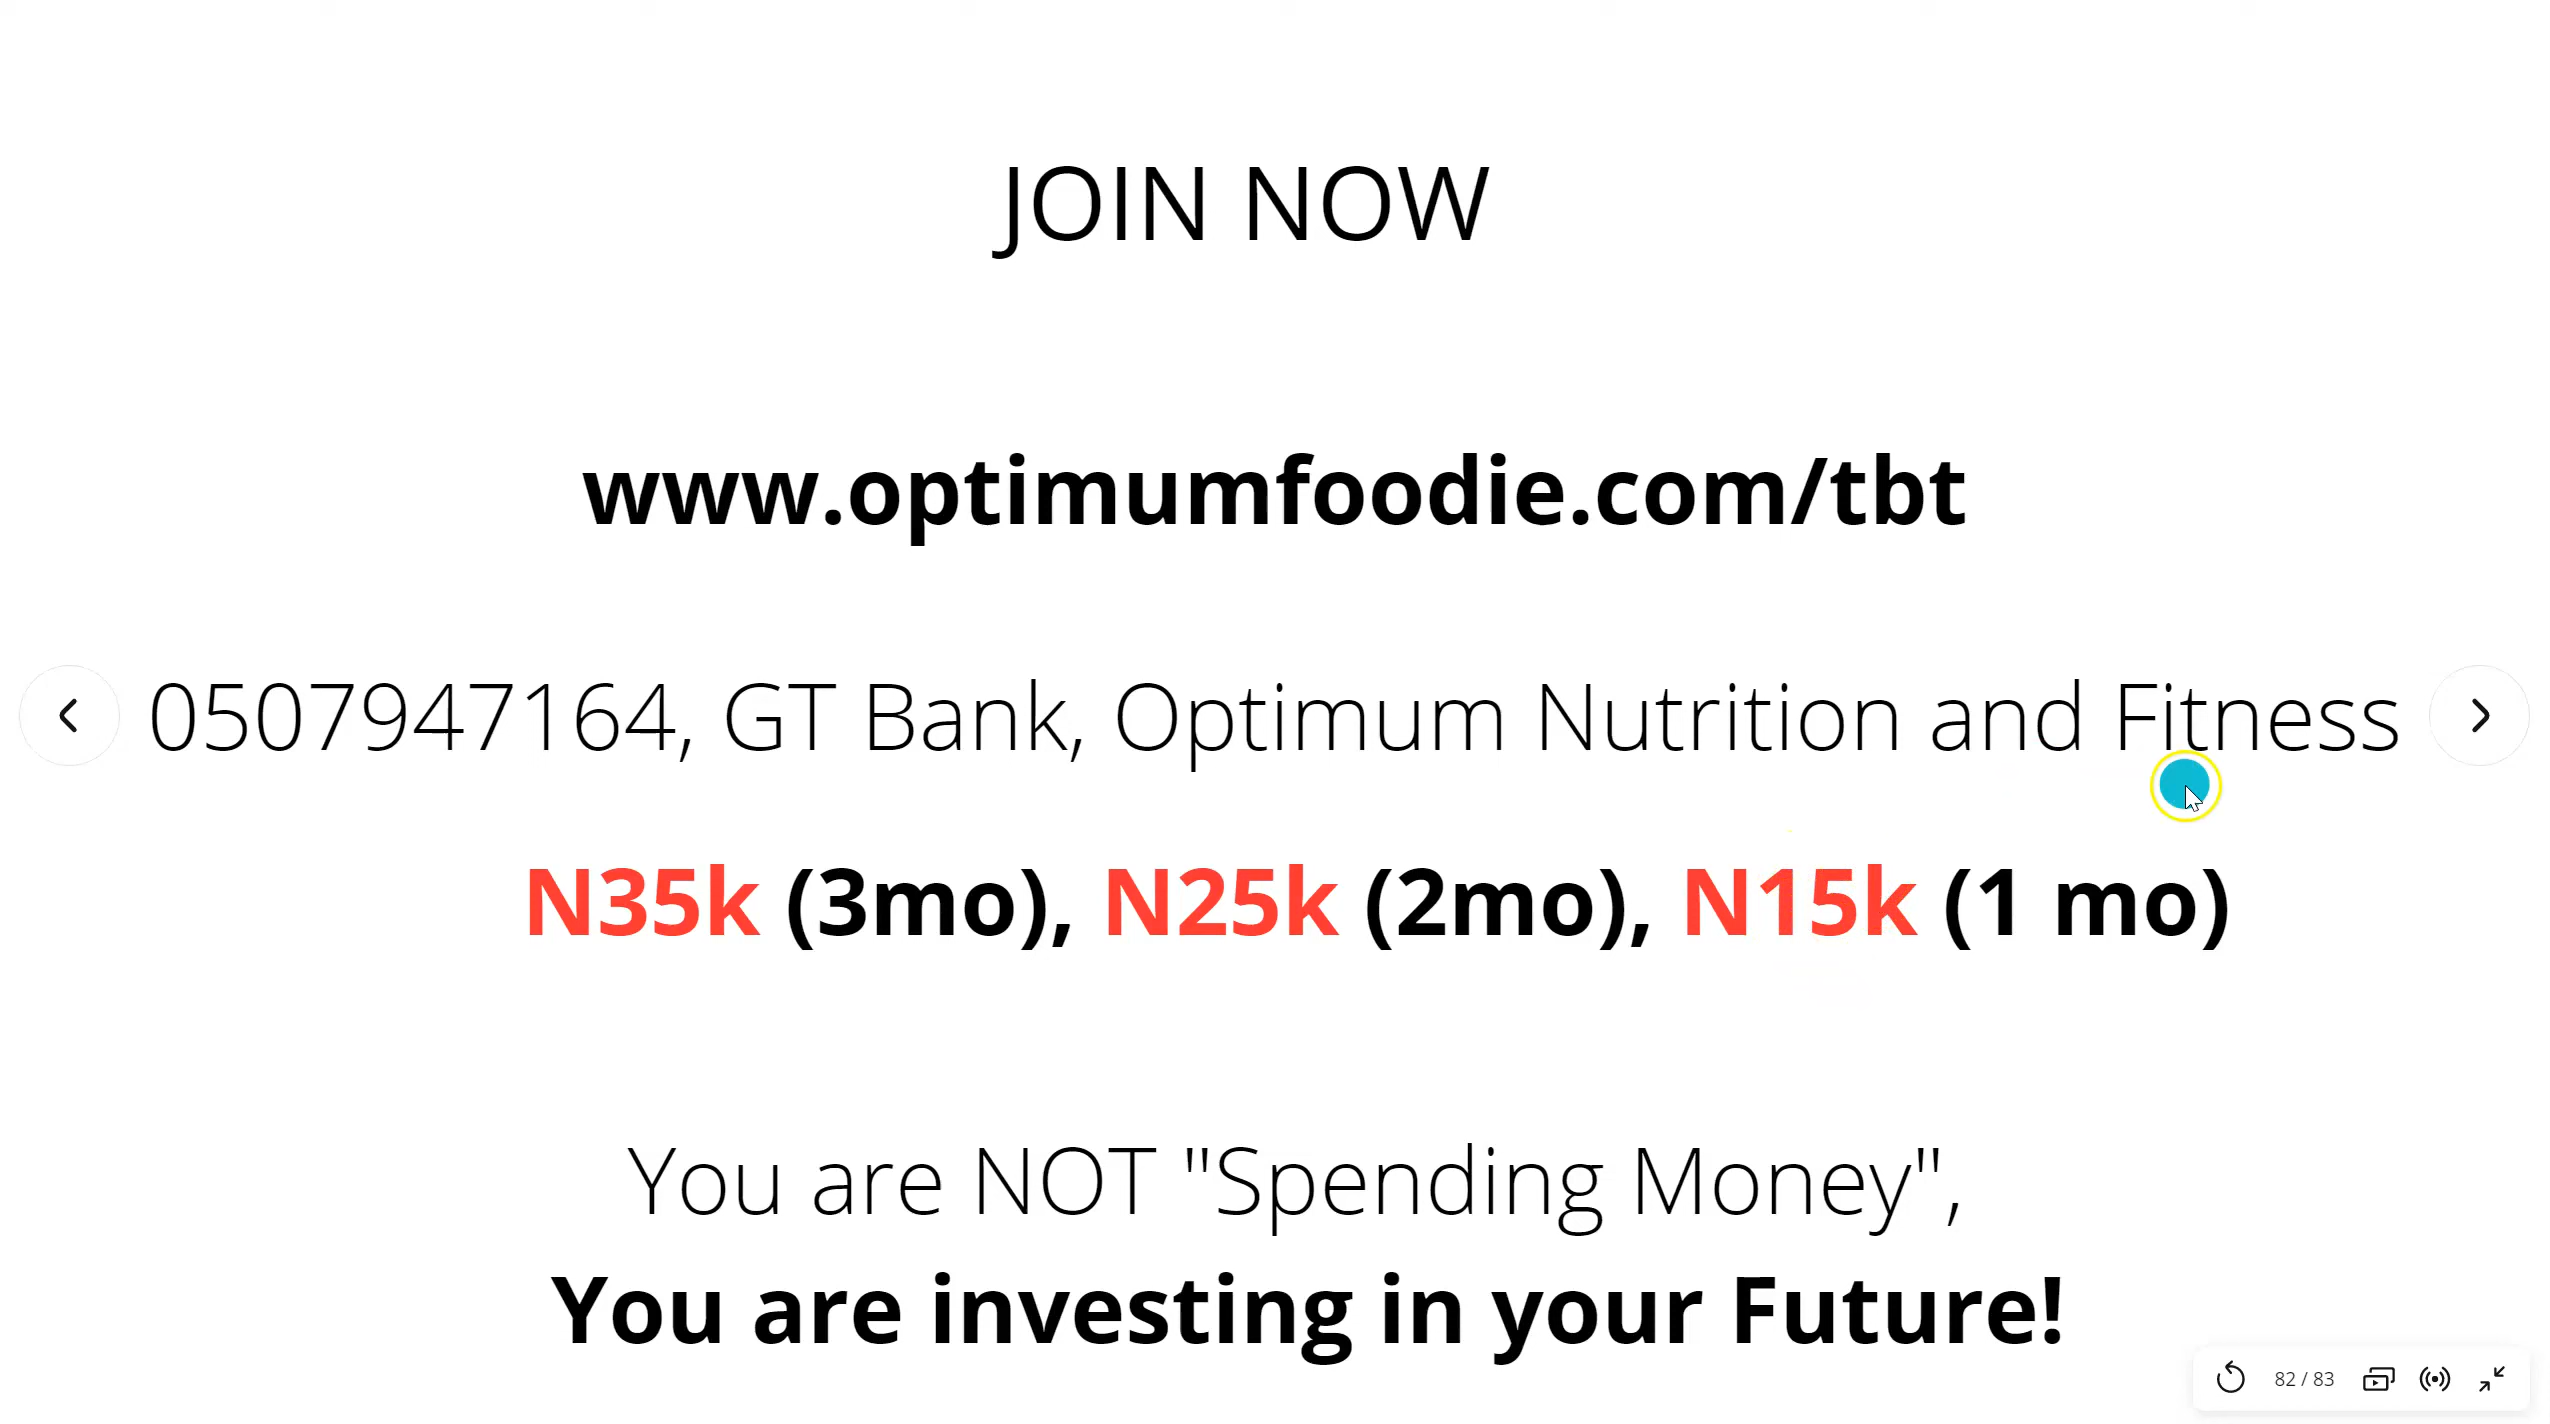 JOIN NOW
www.optimumfoodie.com/tbt
0507947164, GT Bank, Optimum Nutrition and Fitness
N35k (3mo), N25k (2mo), N15k (1 mo)
You are NOT "Spending Money",
You are investing in your Future!
82 / 83